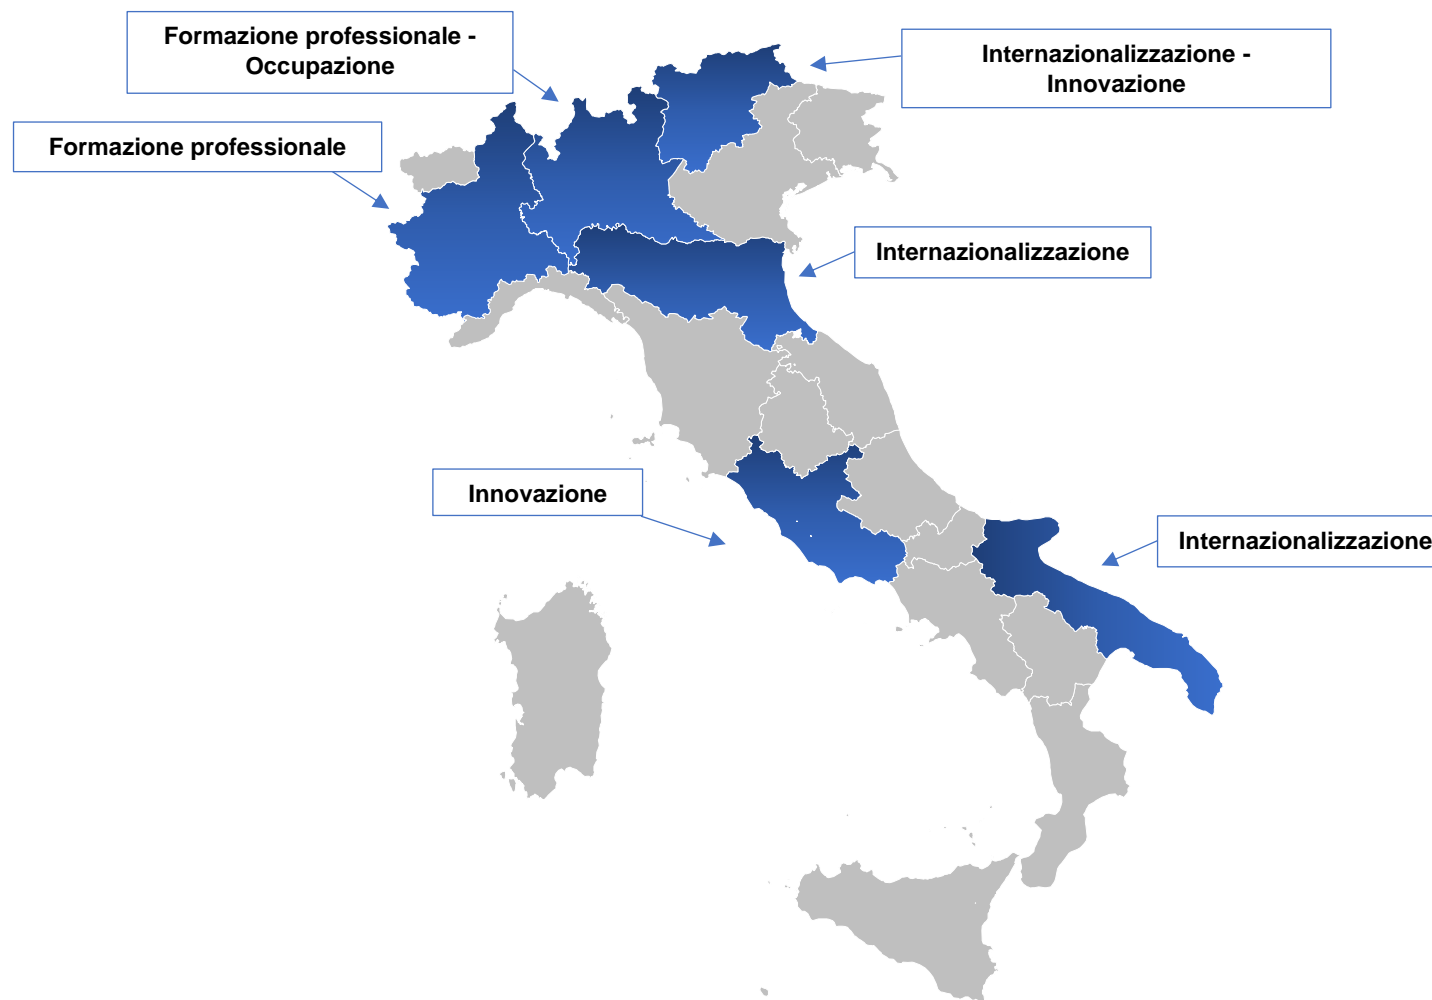 Formazione professionale -
Occupazione
Internazionalizzazione -
Innovazione
Formazione professionale
Internazionalizzazione
Innovazione
Internazionalizzazione